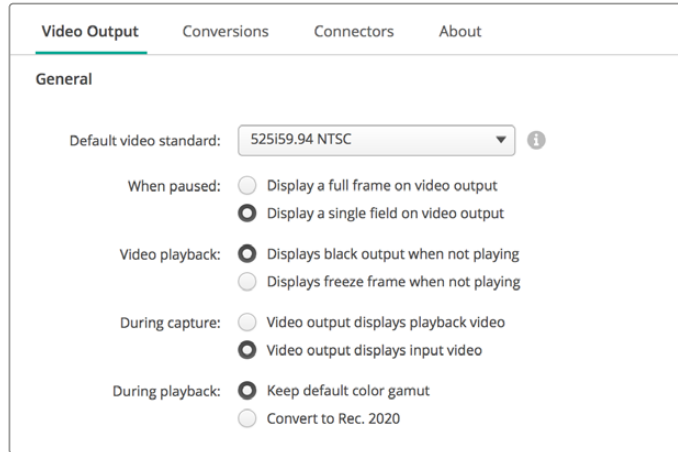 Video Output Conversions Connectors About
General
Default video standard: 525i59.94 NTSC
When paused: Display a full frame on video output
Display a single field on video output
Video playback: Displays black output when not playing
Displays freeze frame when not playing
During capture: Video output displays playback video
Video output displays input video
During playback: Keep default color gamut
Convert to Rec. 2020